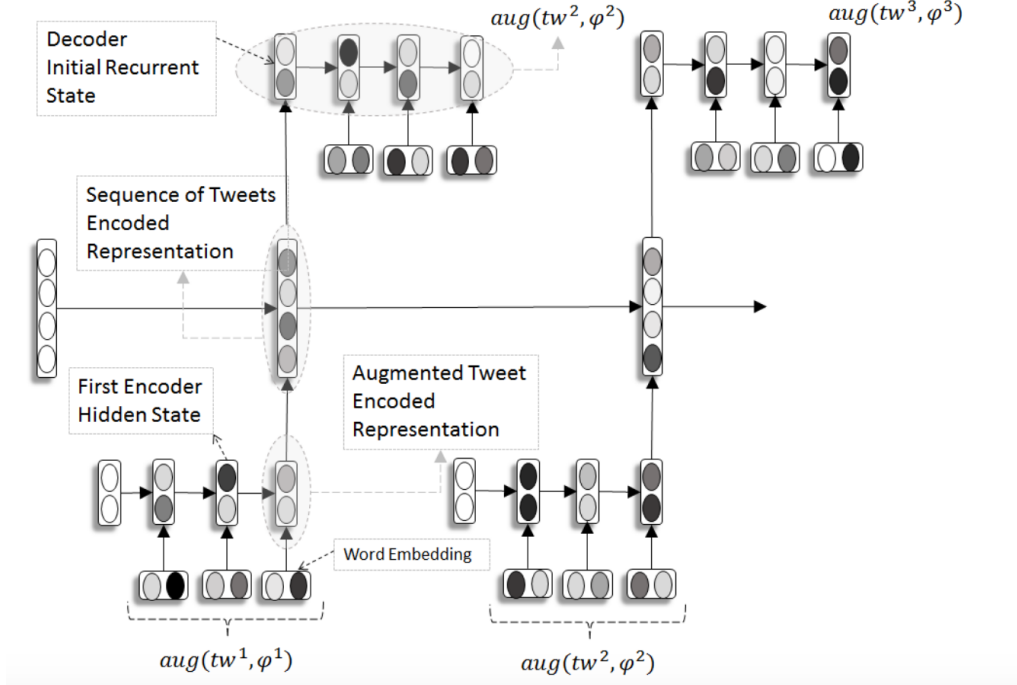 aug(tw², φ²)
aug(tw³, φ³)
Decoder
Initial Recurrent
State
Sequence of Tweets
Encoded
Representation
First Encoder
Hidden State
Augmented Tweet
Encoded
Representation
Word Embedding
aug(tw¹, φ¹)
aug(tw², φ²)